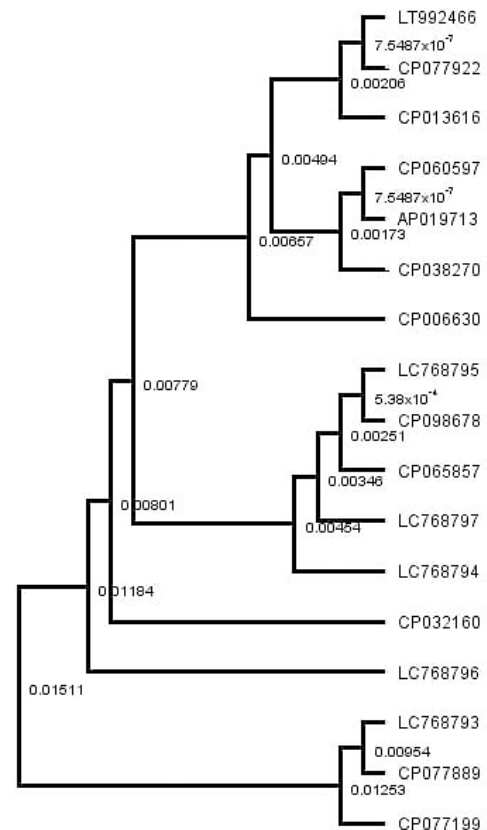 LT992466
7.5487x10⁻⁷
CP077922
0.00206
CP013616
0.00494
CP060597
7.5487x10⁻⁷
AP019713
0.00173
0.00657
CP038270
CP006630
LC768795
0.00779
5.38x10⁻⁴
CP098678
0.00251
CP065857
0.00346
0.00801
LC768797
0.00454
LC768794
0.01184
CP032160
LC768796
0.01511
LC768793
0.00954
CP077889
0.01253
CP077199